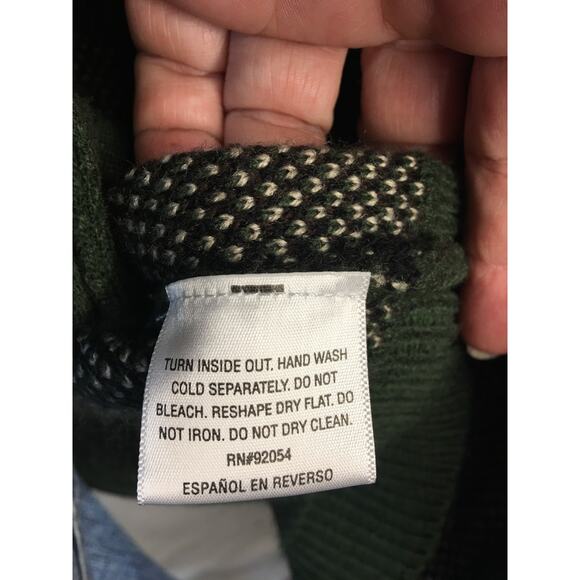 TURN INSIDE OUT. HAND WASH
COLD SEPARATELY. DO NOT
BLEACH. RESHAPE DRY FLAT. DO
NOT IRON. DO NOT DRY CLEAN.
RN#92054
ESPAÑOL EN REVERSO